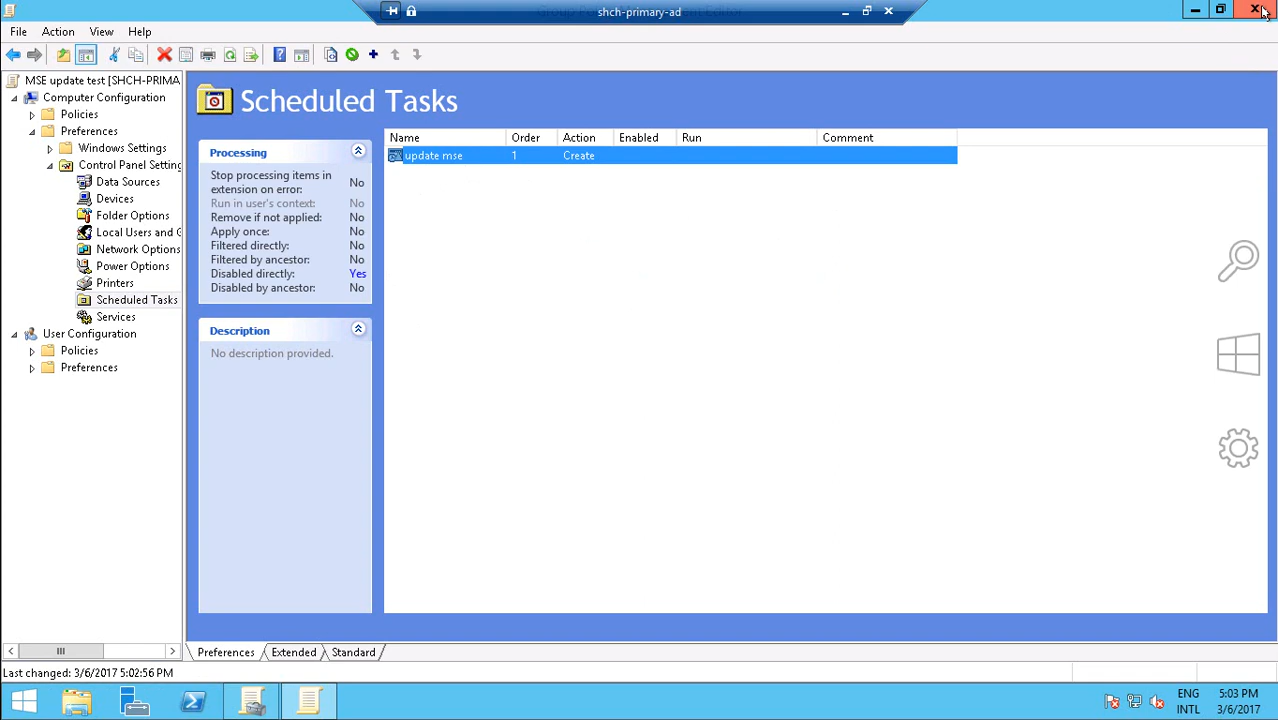 shch-primary-ad
File Action View Help
MSE update test [SHCH-PRIMA
Computer Configuration
Policies
Preferences
Windows Settings
Control Panel Setting
Data Sources
Devices
Folder Options
Local Users and G
Network Options
Power Options
Printers
Scheduled Tasks
Services
User Configuration
Policies
Preferences
Scheduled Tasks
Processing
Stop processing items in
extension on error: No
Run in user's context: No
Remove if not applied: No
Apply once: No
Filtered directly: No
Filtered by ancestor: No
Disabled directly: Yes
Disabled by ancestor: No
Description
No description provided.
Name Order Action Enabled Run Comment
update mse 1 Create
Preferences Extended Standard
Last changed: 3/6/2017 5:02:56 PM
ENG 5:03 PM
INTL 3/6/2017